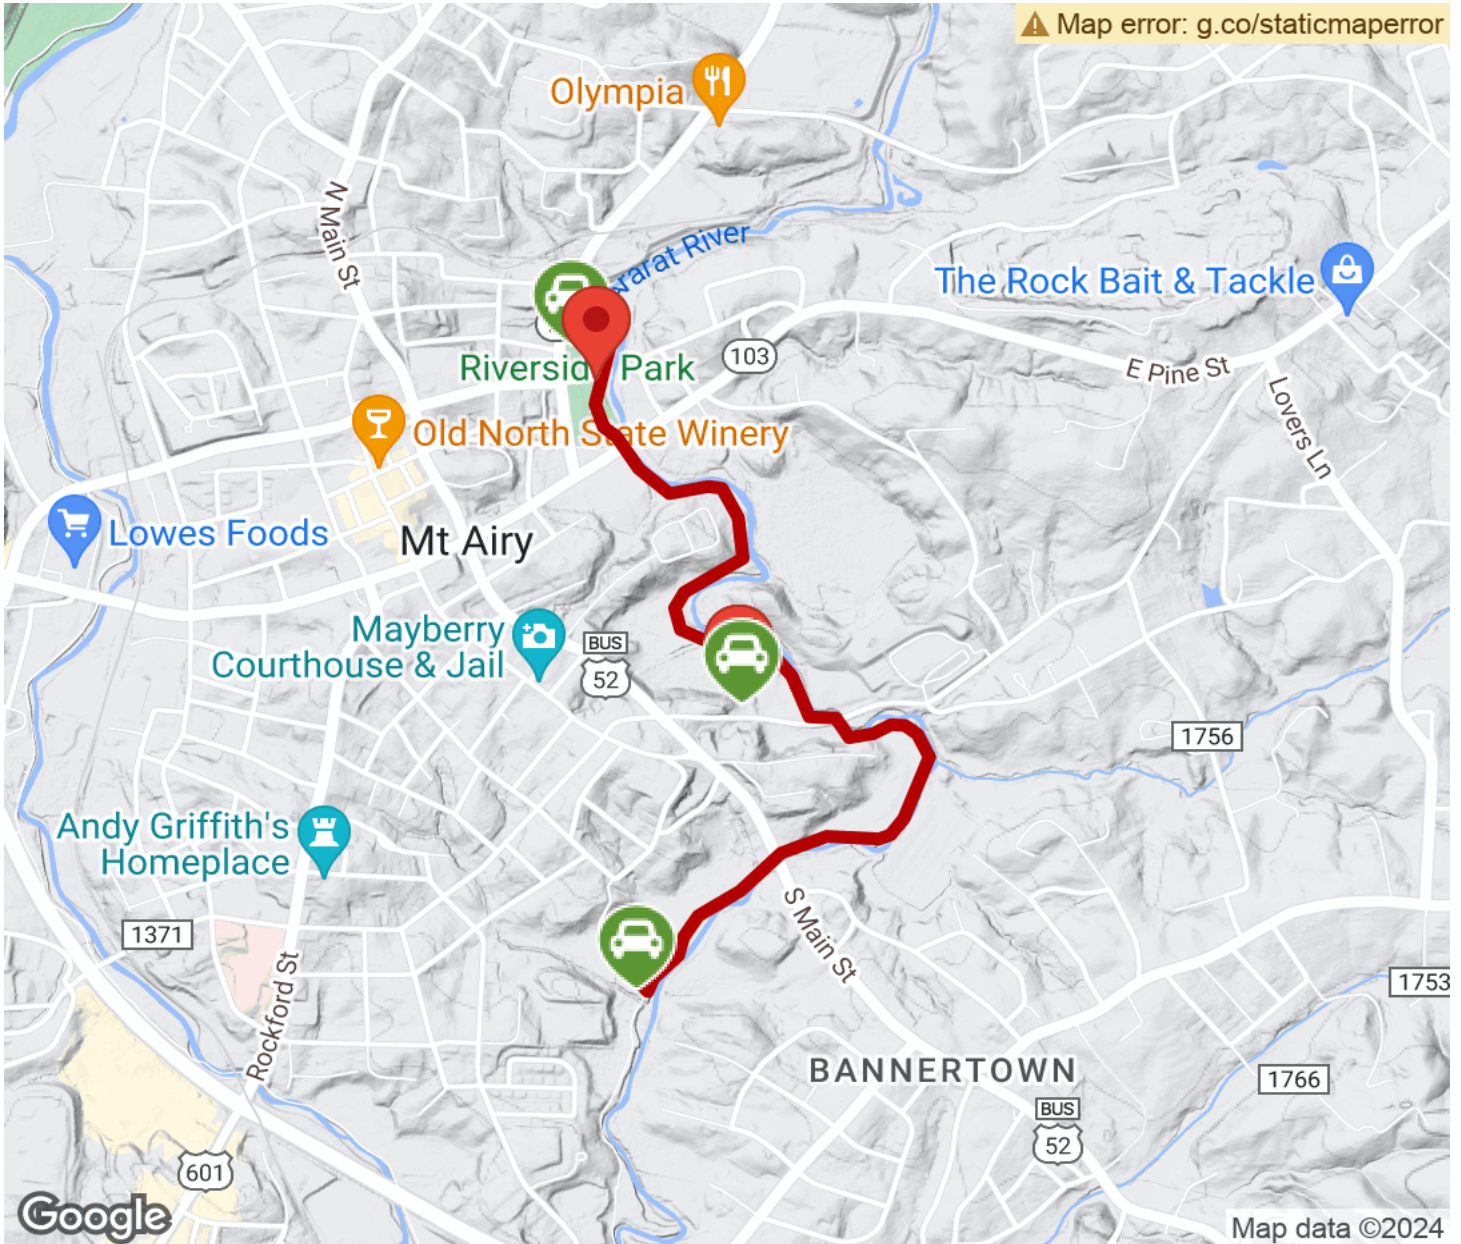 Map error: g.co/staticmaperror
Olympia
N Main St
Ararat River
The Rock Bait & Tackle
Riverside Park
103
E Pine St
Lovers Ln
Old North State Winery
Lowes Foods
Mt Airy
Mayberry
Courthouse & Jail
BUS
52
1756
Andy Griffith's
Homeplace
1371
S Main St
Rockford St
1753
BANNERTOWN
1766
BUS
52
601
Google
Map data ©2024